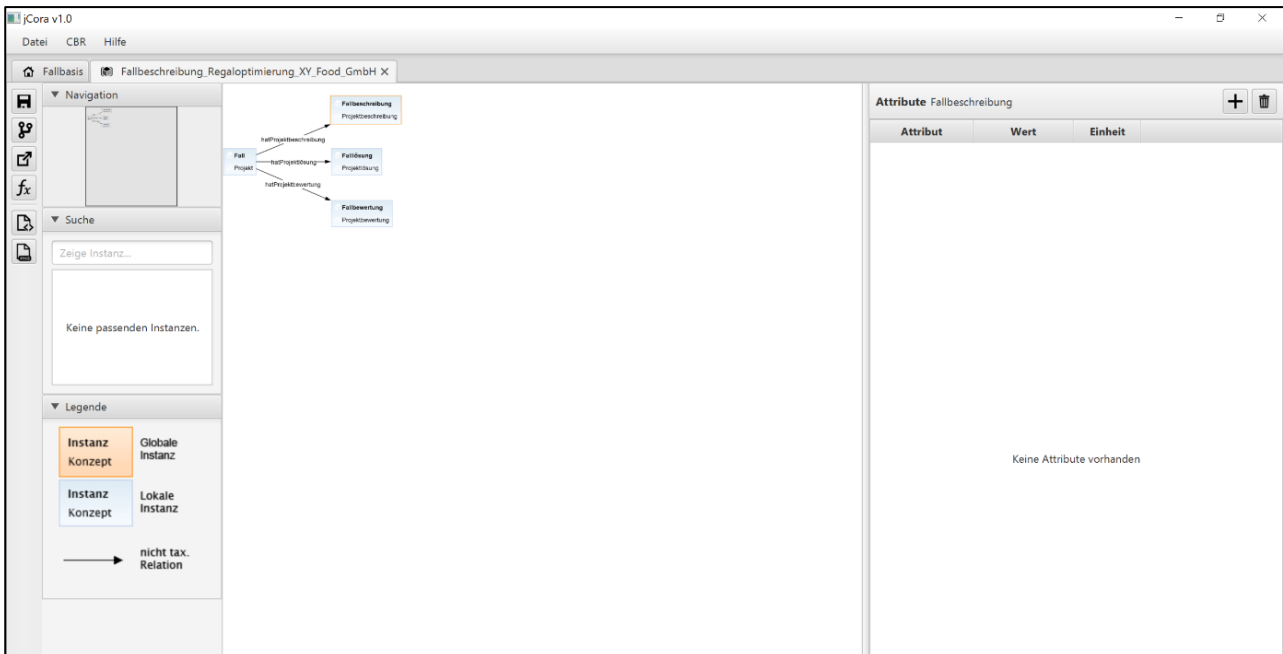 jCora v1.0
Datei CBR Hilfe
Fallbasis
Fallbeschreibung_Regaloptimierung_XY_Food_GmbH
Navigation
Suche
Zeige Instanz...
Keine passenden Instanzen.
Legende
Instanz
Konzept
Globale
Instanz
Instanz
Konzept
Lokale
Instanz
nicht tax.
Relation
Fallbeschreibung
Projektbeschreibung
hatProjektbeschreibung
Fall
Projekt
hatProjektlösung
Falllösung
Projektlösung
hatProjektbewertung
Fallbewertung
Projektbewertung
Attribute Fallbeschreibung
Attribut Wert Einheit
Keine Attribute vorhanden